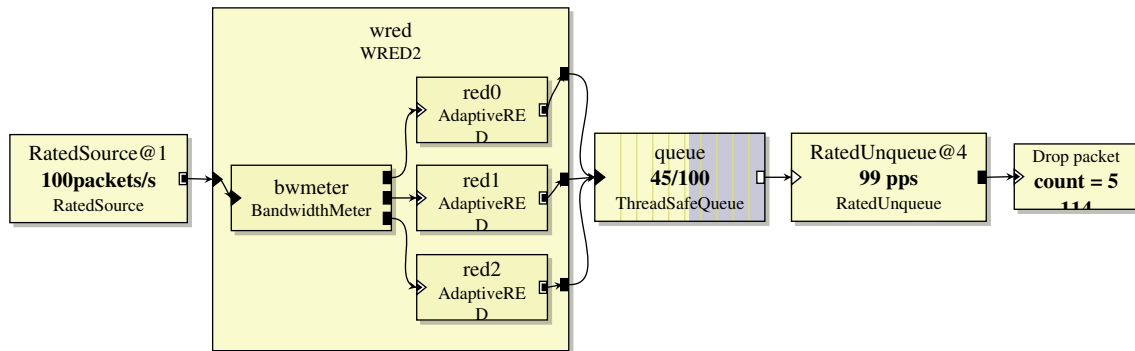 wred
WRED2
RatedSource@1
100packets/s
RatedSource
bwmeter
BandwidthMeter
red0
AdaptiveRE
D
red1
AdaptiveRE
D
red2
AdaptiveRE
D
queue
45/100
ThreadSafeQueue
RatedUnqueue@4
99 pps
RatedUnqueue
Drop packet
count = 5
114